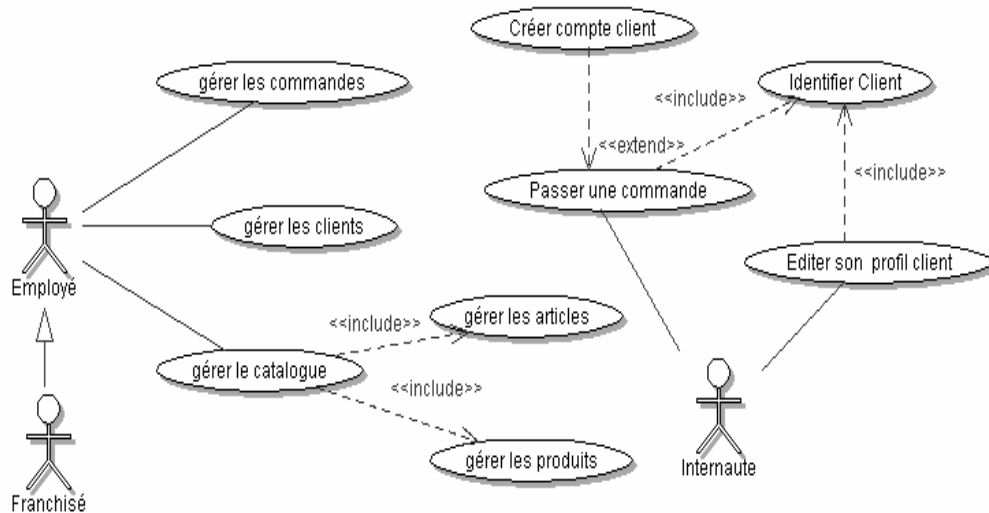 Créer compte client
gérer les commandes
Identifier Client
<<include>>
<<extend>>
Passer une commande
<<include>>
gérer les clients
Editer son profil client
Employé
<<include>>
gérer les articles
gérer le catalogue
<<include>>
gérer les produits
Internaute
Franchisé